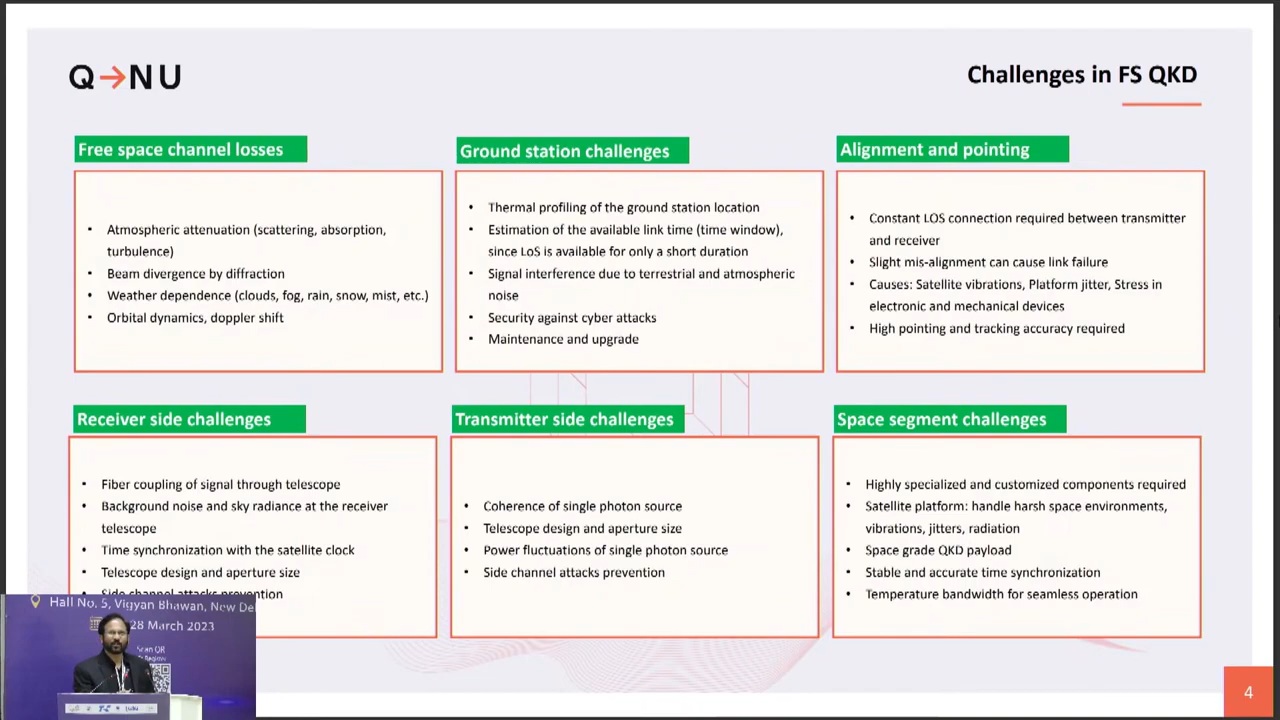 Q→NU
Challenges in FS QKD
Free space channel losses
• Atmospheric attenuation (scattering, absorption,
turbulence)
• Beam divergence by diffraction
• Weather dependence (clouds, fog, rain, snow, mist, etc.)
• Orbital dynamics, doppler shift
Ground station challenges
• Thermal profiling of the ground station location
• Estimation of the available link time (time window),
since LoS is available for only a short duration
• Signal interference due to terrestrial and atmospheric
noise
• Security against cyber attacks
• Maintenance and upgrade
Alignment and pointing
• Constant LOS connection required between transmitter
and receiver
• Slight mis-alignment can cause link failure
• Causes: Satellite vibrations, Platform jitter, Stress in
electronic and mechanical devices
• High pointing and tracking accuracy required
Receiver side challenges
• Fiber coupling of signal through telescope
• Background noise and sky radiance at the receiver
telescope
• Time synchronization with the satellite clock
• Telescope design and aperture size
Side channel attacks prevention
Transmitter side challenges
• Coherence of single photon source
• Telescope design and aperture size
• Power fluctuations of single photon source
• Side channel attacks prevention
Space segment challenges
• Highly specialized and customized components required
• Satellite platform: handle harsh space environments,
vibrations, jitters, radiation
• Space grade QKD payload
• Stable and accurate time synchronization
• Temperature bandwidth for seamless operation
Hall No. 5, Vigyan Bhawan, New De
28 March 2023
Scan QR
4